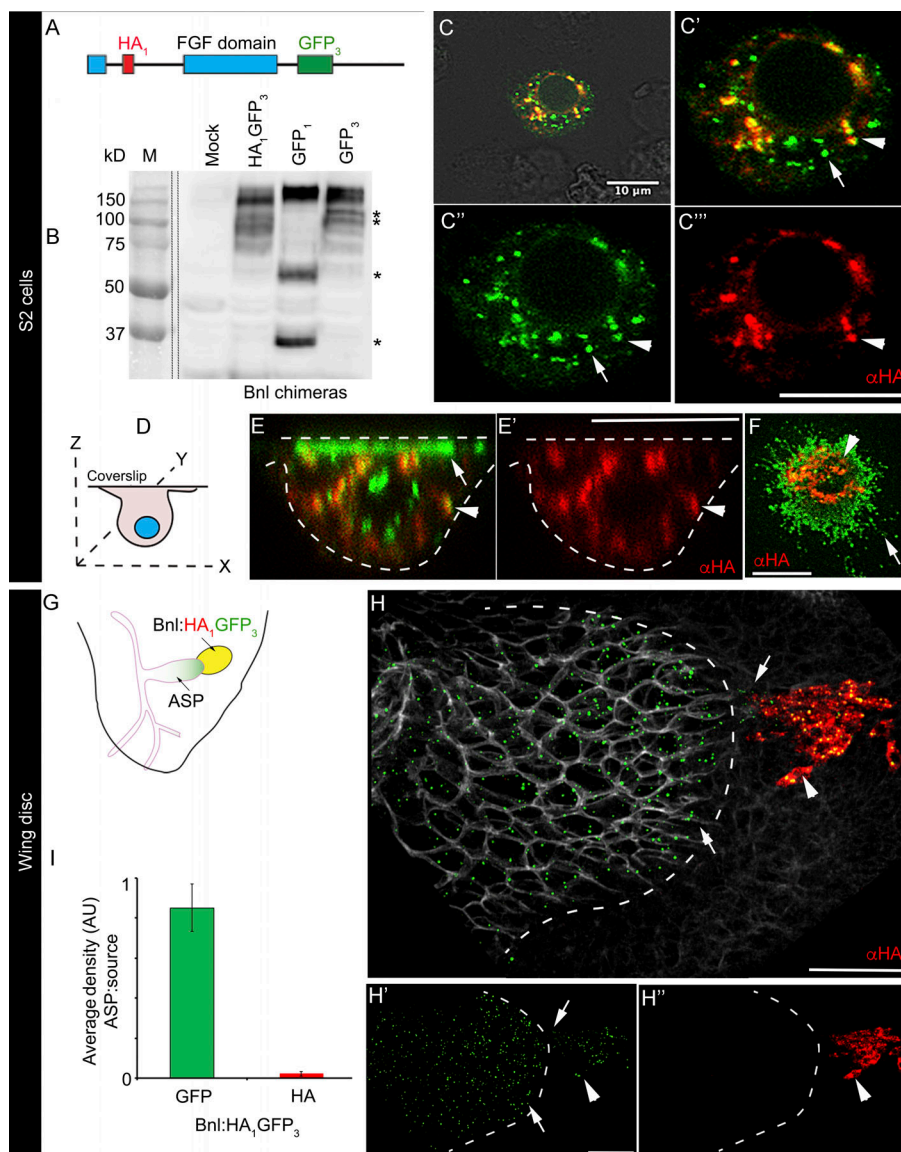 S2 cells
A
HA1
FGF domain
GFP3
B
kD
M
Mock
HA1GFP3
GFP1
GFP3
150
100
75
50
37
*
*
*
*
Bnl chimeras
C
10 μm
C'
C''
C'''
αHA
D
Z
Y
X
Coverslip
E
E'
αHA
F
αHA
Wing disc
G
Bnl:HA1GFP3
ASP
H
αHA
H'
H''
I
Average density (AU)
ASP:source
1
0
GFP
HA
Bnl:HA1GFP3